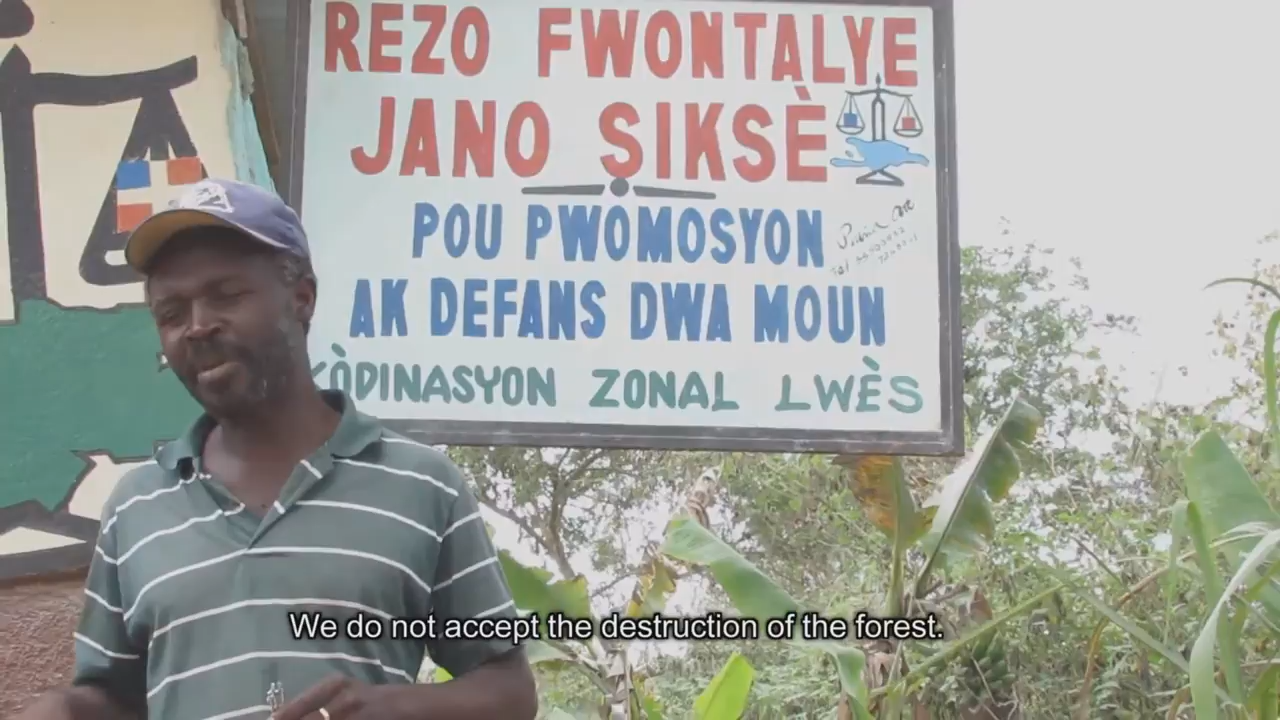 REZO FWONTALYE
JANO SIKSÈ
POU PWÒMOSYON
AK DEFANS DWA MOUN
KÒDINASYON ZONAL LWÈS
We do not accept the destruction of the forest.